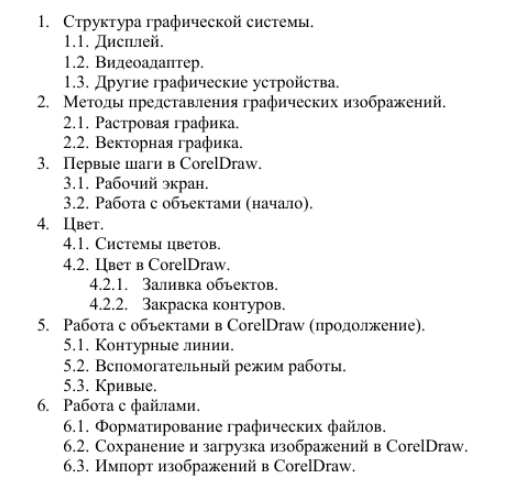 1. Структура графической системы.
1.1. Дисплей.
1.2. Видеоадаптер.
1.3. Другие графические устройства.
2. Методы представления графических изображений.
2.1. Растровая графика.
2.2. Векторная графика.
3. Первые шаги в CorelDraw.
3.1. Рабочий экран.
3.2. Работа с объектами (начало).
4. Цвет.
4.1. Системы цветов.
4.2. Цвет в CorelDraw.
4.2.1. Заливка объектов.
4.2.2. Закраска контуров.
5. Работа с объектами в CorelDraw (продолжение).
5.1. Контурные линии.
5.2. Вспомогательный режим работы.
5.3. Кривые.
6. Работа с файлами.
6.1. Форматирование графических файлов.
6.2. Сохранение и загрузка изображений в CorelDraw.
6.3. Импорт изображений в CorelDraw.